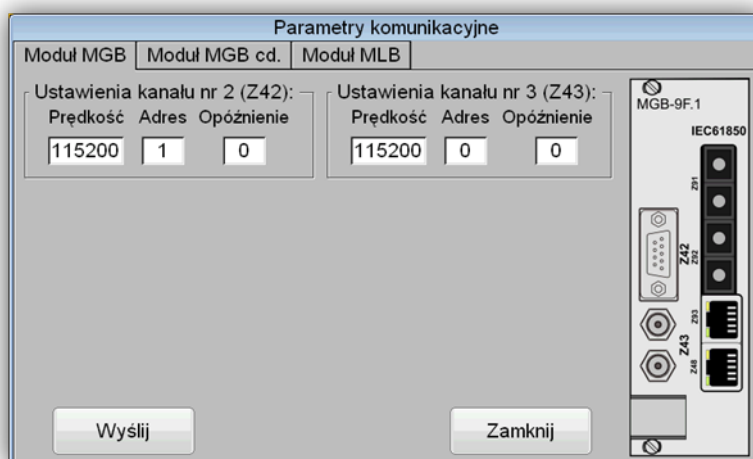 Parametry komunikacyjne
Moduł MGB Moduł MGB cd. Moduł MLB
Ustawienia kanału nr 2 (Z42): Ustawienia kanału nr 3 (Z43):
Prędkość Adres Opóźnienie Prędkość Adres Opóźnienie
115200 1 0 115200 0 0
MGB-9F.1
IEC61850
Z91
Z42
Z92
Z93
Z43
Z48
Wyślij Zamknij